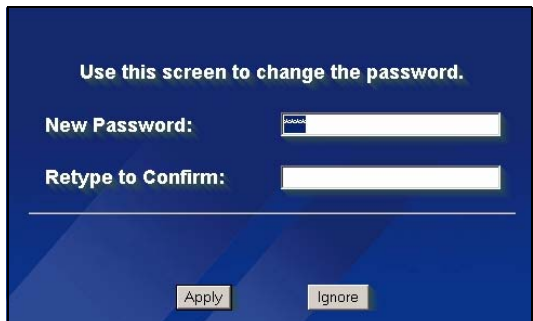 Use this screen to change the password.
New Password: ****
Retype to Confirm:
Apply Ignore